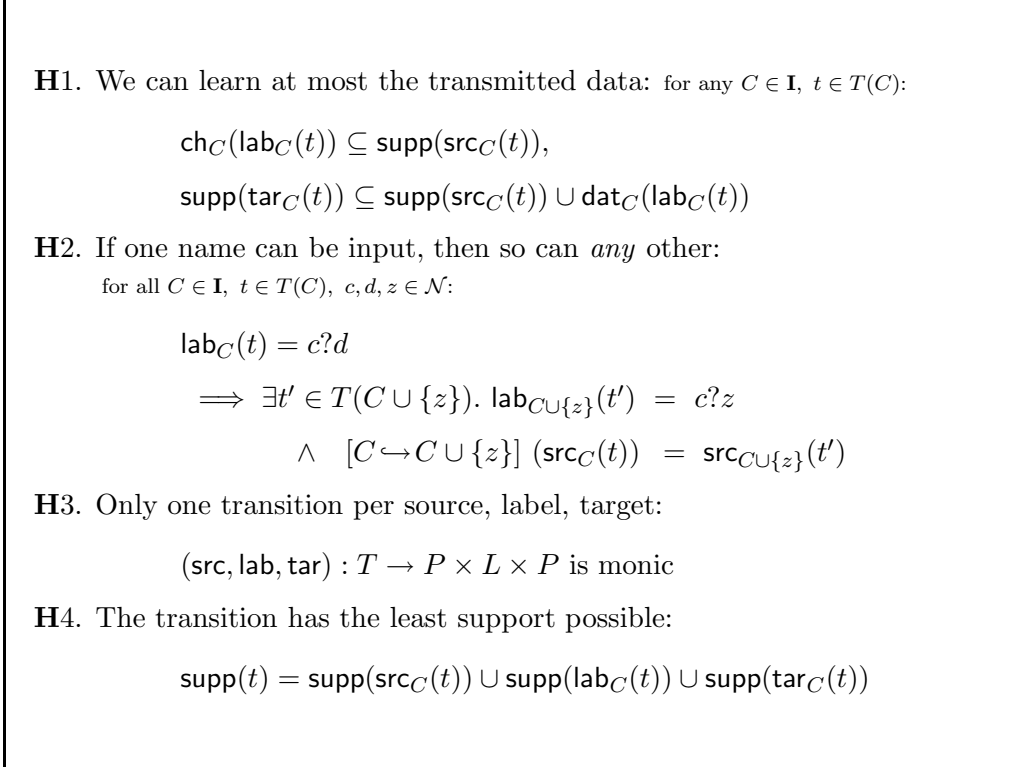 H1. We can learn at most the transmitted data: for any C ∈ I, t ∈ T(C):
ch_C(lab_C(t)) ⊆ supp(src_C(t)),
supp(tar_C(t)) ⊆ supp(src_C(t)) ∪ dat_C(lab_C(t))
H2. If one name can be input, then so can any other:
for all C ∈ I, t ∈ T(C), c, d, z ∈ 𝒩:
lab_C(t) = c?d
⟹ ∃t′ ∈ T(C ∪ {z}). lab_{C∪{z}}(t′) = c?z
∧ [C ↪ C ∪ {z}] (src_C(t)) = src_{C∪{z}}(t′)
H3. Only one transition per source, label, target:
(src, lab, tar) : T → P × L × P is monic
H4. The transition has the least support possible:
supp(t) = supp(src_C(t)) ∪ supp(lab_C(t)) ∪ supp(tar_C(t))